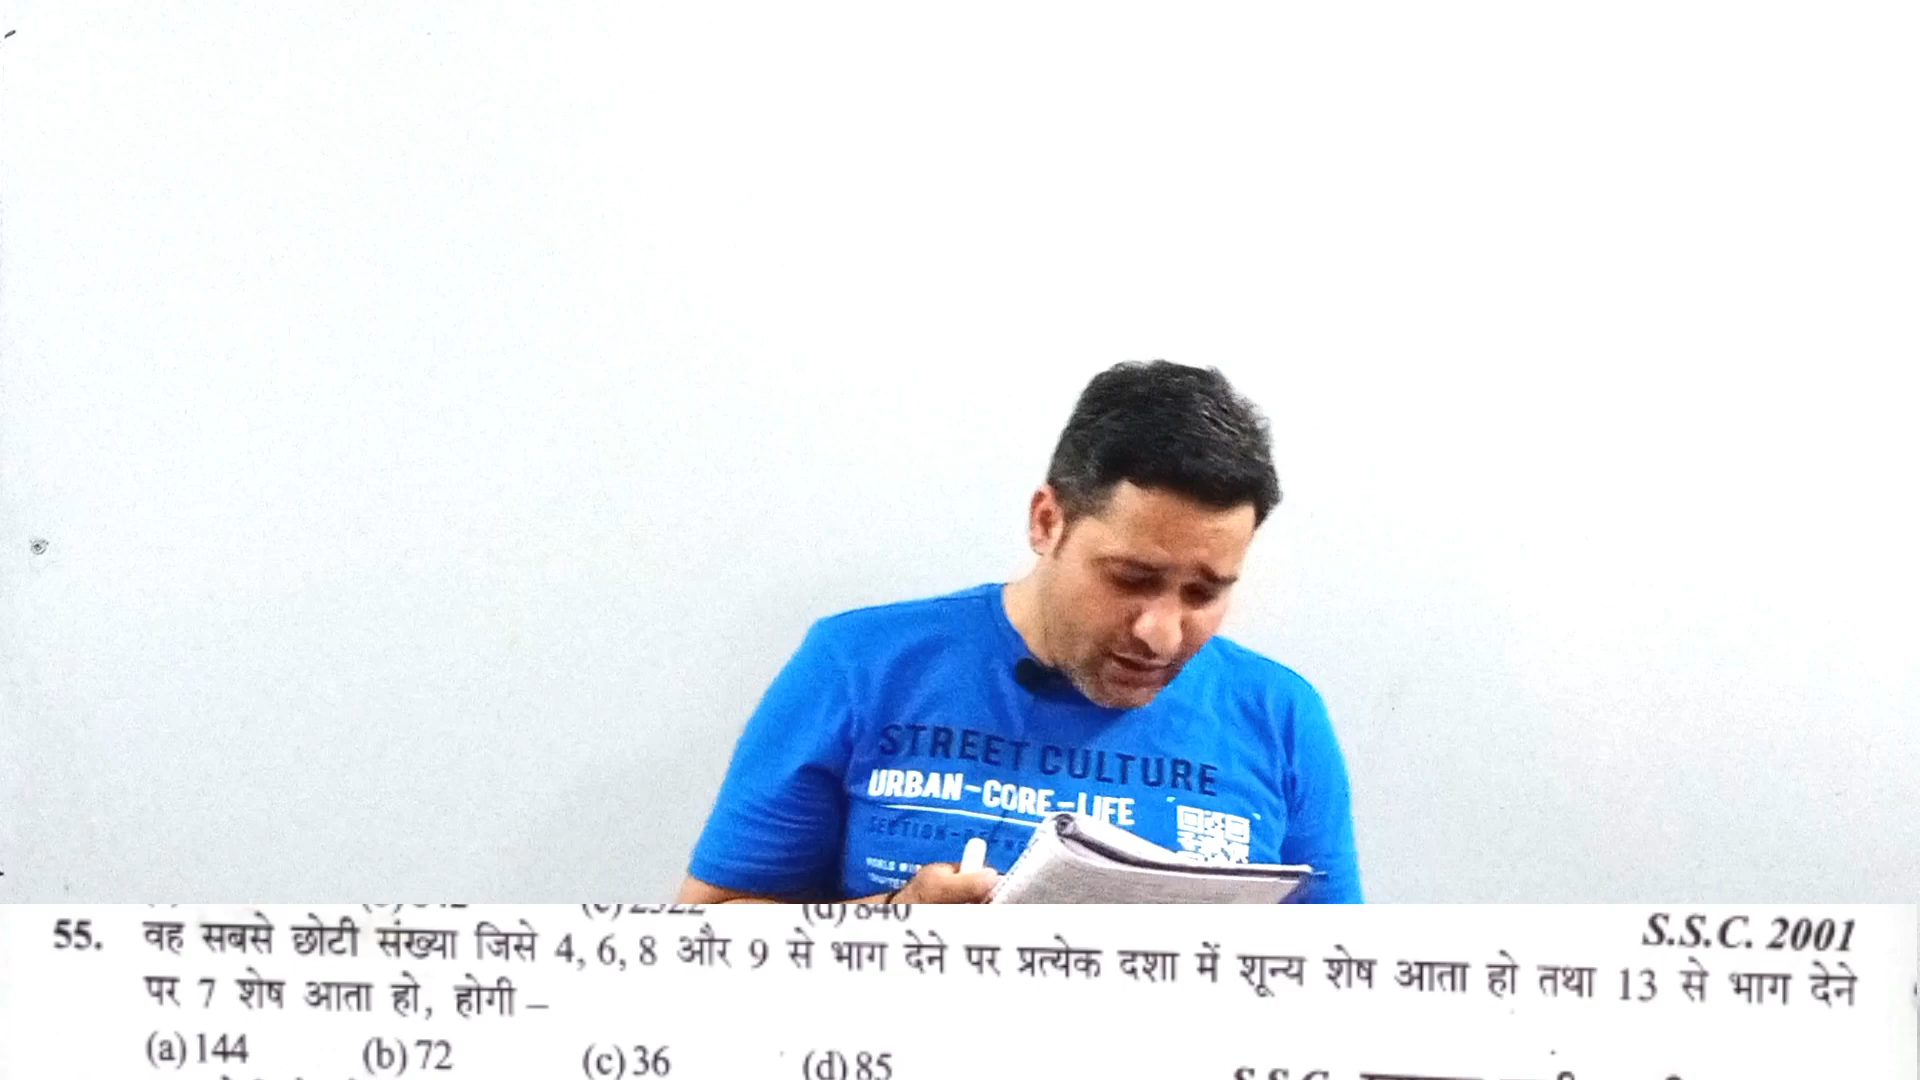 STREET CULTURE
URBAN-CORE-LIFE
(d) 840
S.S.C. 2001
55. वह सबसे छोटी संख्या जिसे 4, 6, 8 और 9 से भाग देने पर प्रत्येक दशा में शून्य शेष आता हो तथा 13 से भाग देने
पर 7 शेष आता हो, होगी –
(a) 144 (b) 72 (c) 36 (d) 85